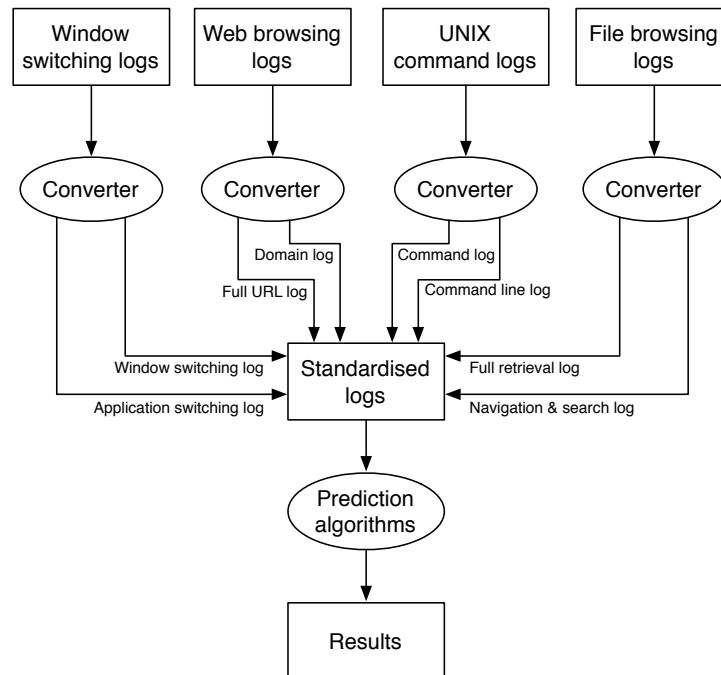 Window
switching logs
Web browsing
logs
UNIX
command logs
File browsing
logs
Converter
Converter
Converter
Converter
Domain log
Command log
Full URL log
Command line log
Window switching log
Standardised
logs
Full retrieval log
Application switching log
Navigation & search log
Prediction
algorithms
Results